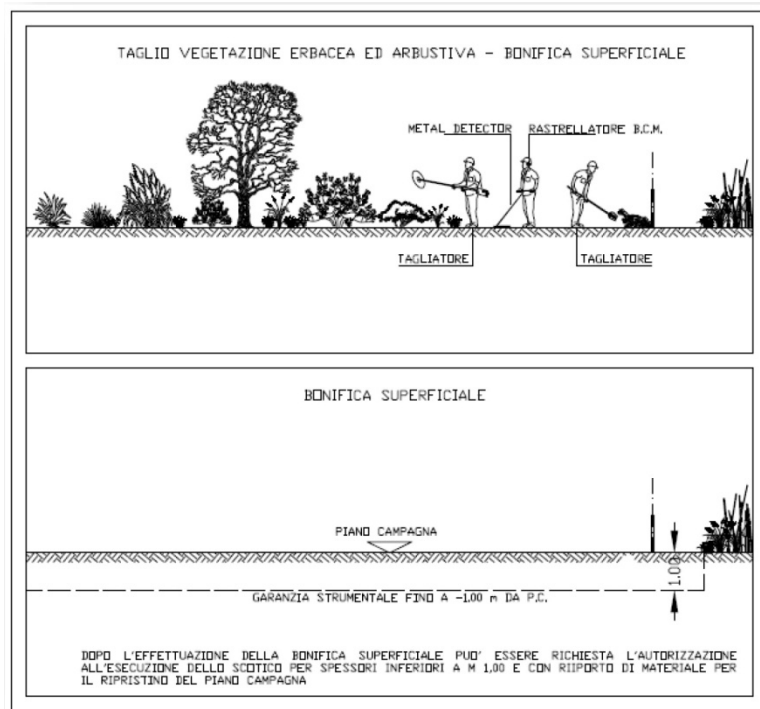 TAGLIO VEGETAZIONE ERBACEA ED ARBUSTIVA - BONIFICA SUPERFICIALE
METAL DETECTOR
RASTRELLATORE B.C.M.
TAGLIATORE
TAGLIATORE
BONIFICA SUPERFICIALE
PIANO CAMPAGNA
1.00
GARANZIA STRUMENTALE FINO A -1.00 m DA P.C.
DOPO L'EFFETTUAZIONE DELLA BONIFICA SUPERFICIALE PUO' ESSERE RICHIESTA L'AUTORIZZAZIONE
ALL'ESECUZIONE DELLO SCOTICO PER SPESSORI INFERIORI A M 1,00 E CON RIIPORTO DI MATERIALE PER
IL RIPRISTINO DEL PIANO CAMPAGNA